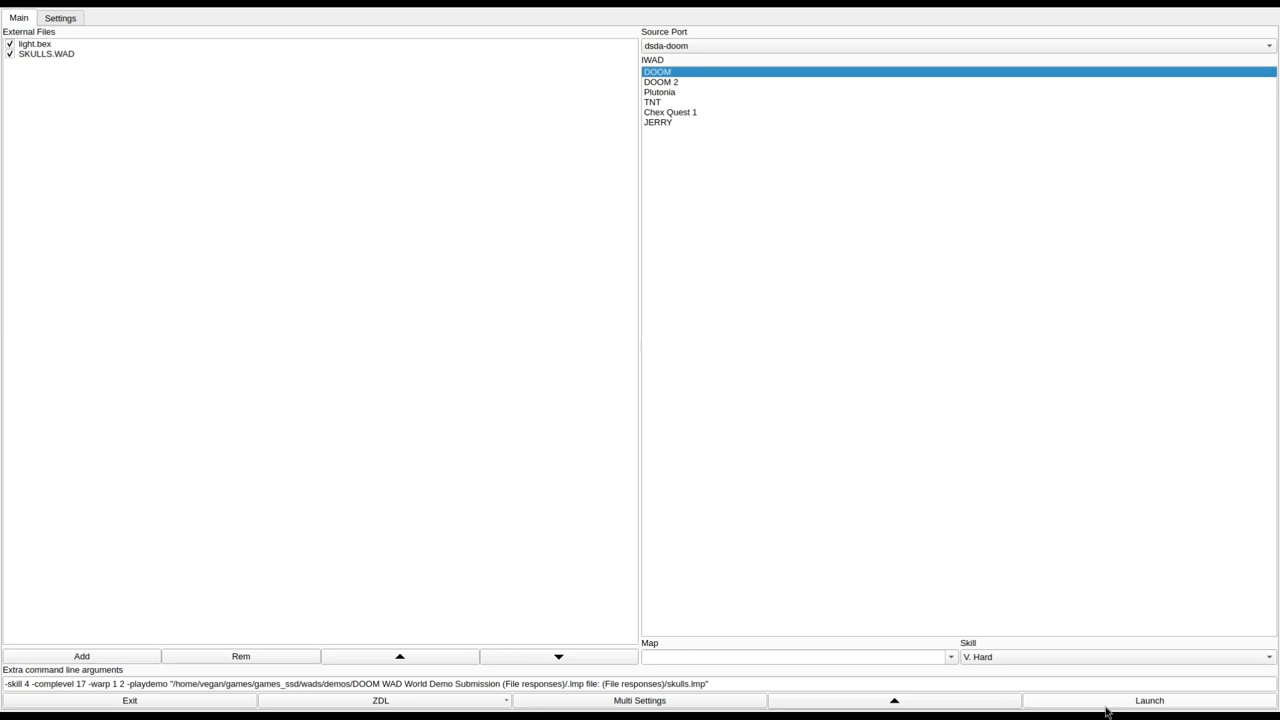 Main Settings
External Files
light.bex
SKULLS.WAD
Source Port
dsda-doom
IWAD
DOOM
DOOM 2
Plutonia
TNT
Chex Quest 1
JERRY
Map Skill
V. Hard
Add Rem
Extra command line arguments
-skill 4 -complevel 17 -warp 1 2 -playdemo "/home/vegan/games/games_ssd/wads/demos/DOOM WAD World Demo Submission (File responses)/.lmp file: (File responses)/skulls.lmp"
Exit ZDL Multi Settings Launch